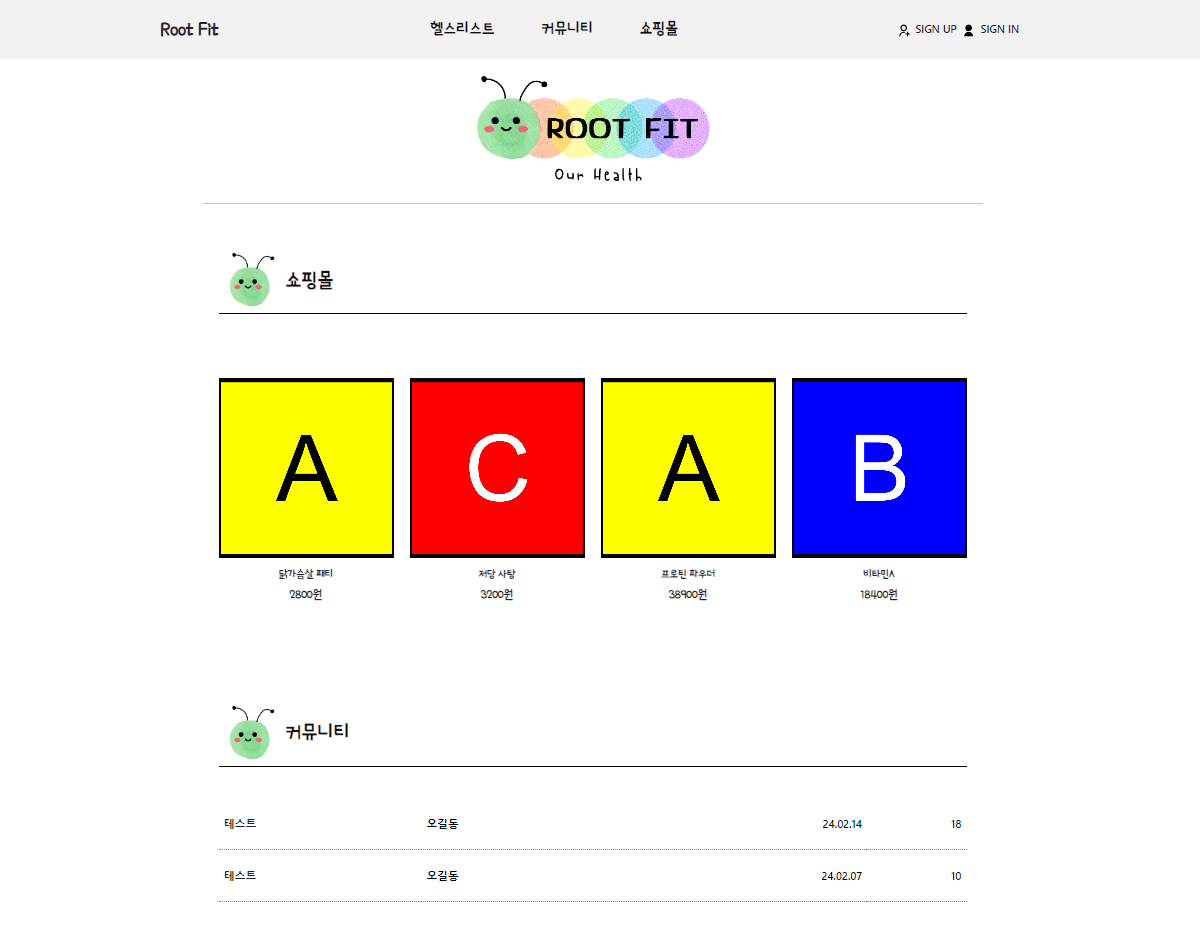 Root Fit 헬스리스트 커뮤니티 쇼핑몰 SIGN UP SIGN IN
ROOT FIT
Our Health
쇼핑몰
A C A B
닭가슴살 패티 저당 사탕 프로틴 파우더 비타민A
2800원 3200원 38900원 18400원
커뮤니티
테스트 오길동 24.02.14 18
테스트 오길동 24.02.07 10